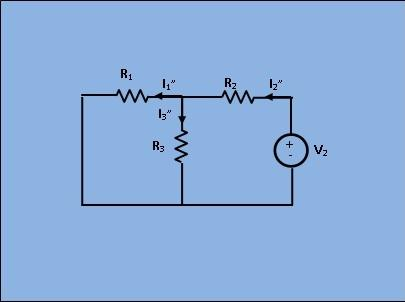 R₁ I₁” R₂ I₂”
I₃”
R₃ + V₂
-